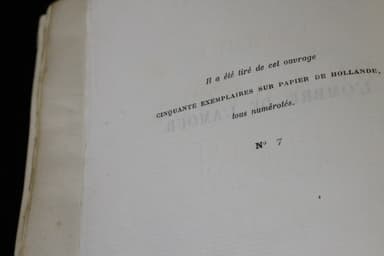 Il a été tiré de cet ouvrage
CINQUANTE EXEMPLAIRES SUR PAPIER DE HOLLANDE,
tous numérotés.
N° 7